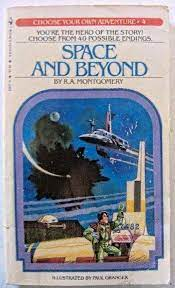 CHOOSE YOUR OWN ADVENTURE • 4
YOU'RE THE HERO OF THE STORY!
CHOOSE FROM 40 POSSIBLE ENDINGS.
SPACE
AND BEYOND
BY R.A. MONTGOMERY
ILLUSTRATED BY PAUL GRANGER